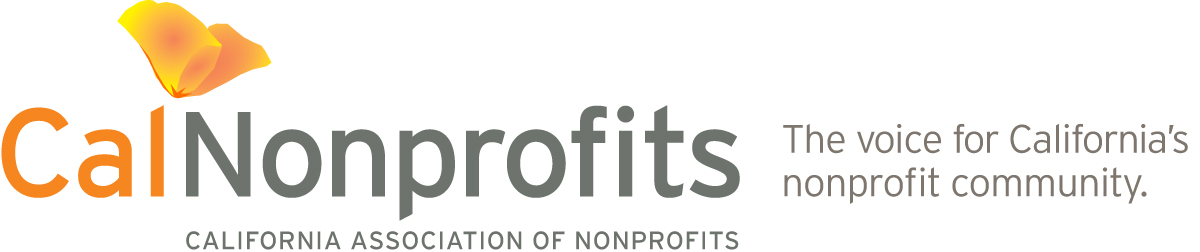 CalNonprofits
CALIFORNIA ASSOCIATION OF NONPROFITS
The voice for California's
nonprofit community.